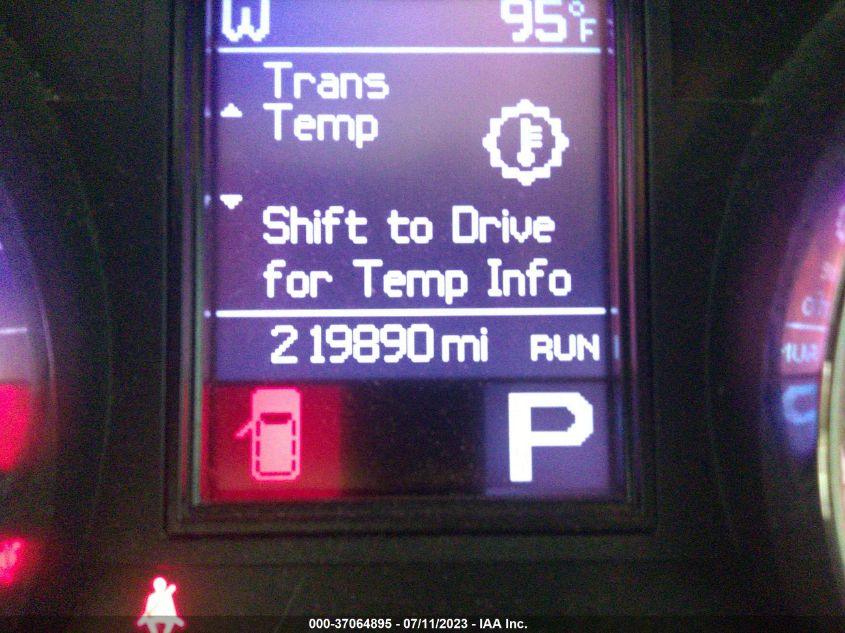 W 95°F
Trans
Temp
Shift to Drive
for Temp Info
219890 mi RUN
P
000-37064895 - 07/11/2023 - IAA Inc.